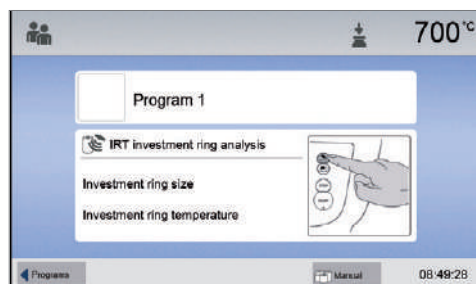 700°C
Program 1
IRT investment ring analysis
Investment ring size
Investment ring temperature
Programs
Manual
08:49:28